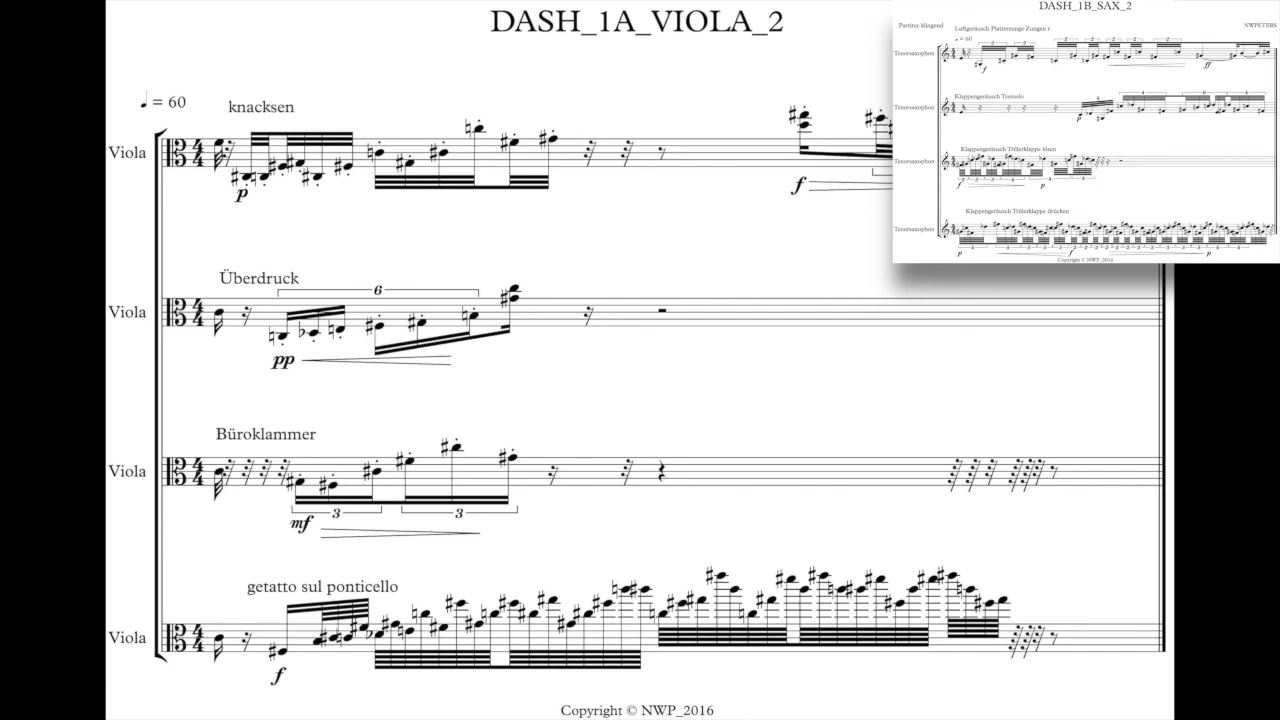 DASH_1A_VIOLA_2
♩ = 60
knacksen
Viola
p
f
Überdruck
6
Viola
pp
Büroklammer
Viola
3
3
mf
getatto sul ponticello
Viola
f
Copyright © NWP_2016
DASH_1B_SAX_2
Partitur klingend
NWPETERS
Luftgeräusch Flatterzunge Zungen r
♩ = 60
Tenorsaxophon
f
ff
Klappengeräusch Tremolo
Tenorsaxophon
p
Klappengeräusch Trillerklappe lösen
Tenorsaxophon
f
p
Klappengeräusch Trillerklappe drücken
Tenorsaxophon
p
f
p
Copyright © NWP_2016